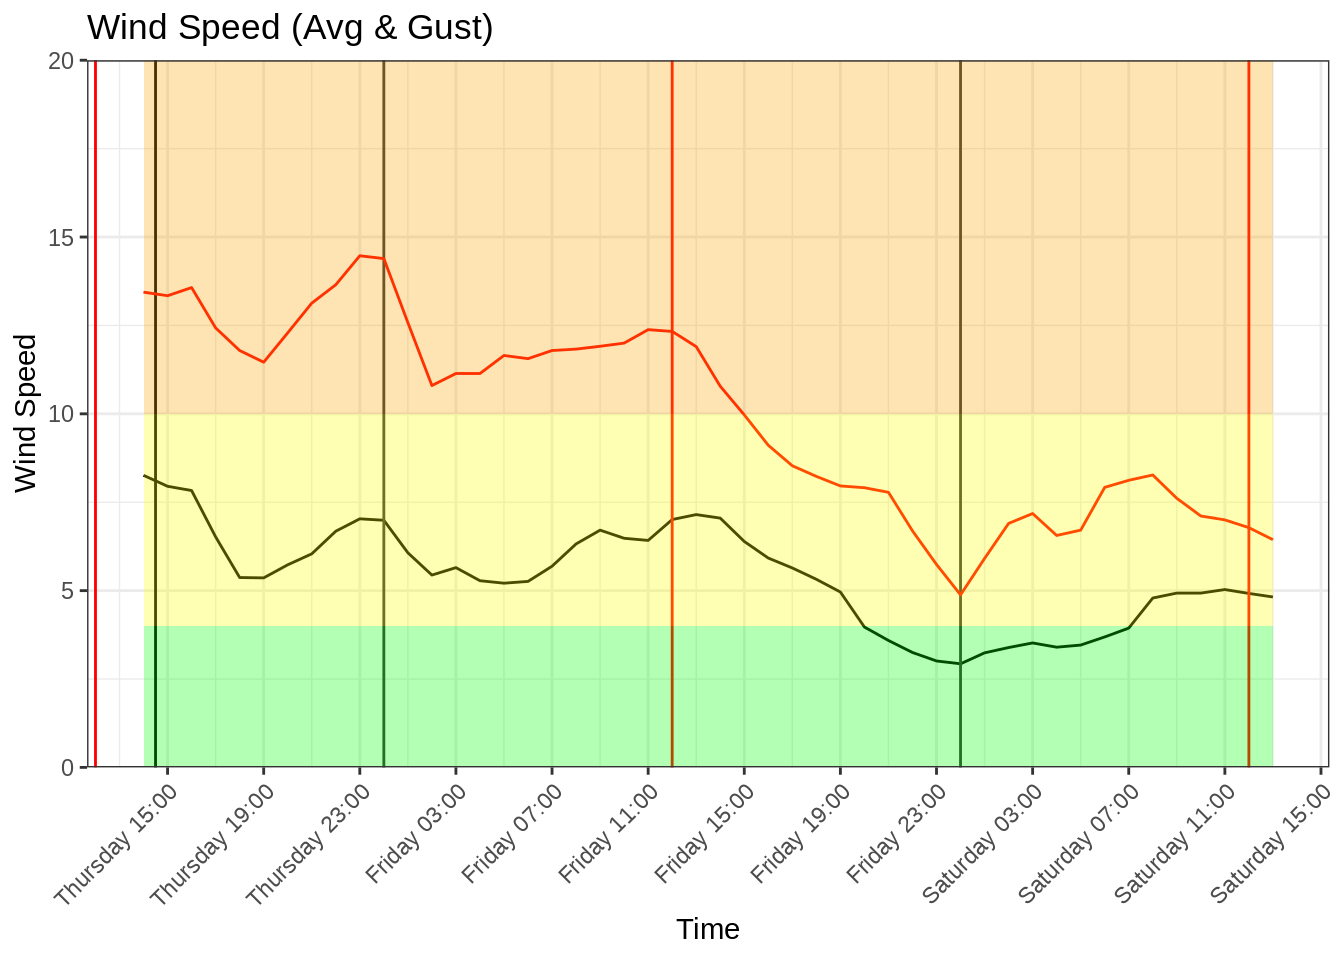 Wind Speed (Avg & Gust)
20
15
10
5
0
Wind Speed
Thursday 15:00
Thursday 19:00
Thursday 23:00
Friday 03:00
Friday 07:00
Friday 11:00
Friday 15:00
Friday 19:00
Friday 23:00
Saturday 03:00
Saturday 07:00
Saturday 11:00
Saturday 15:00
Time